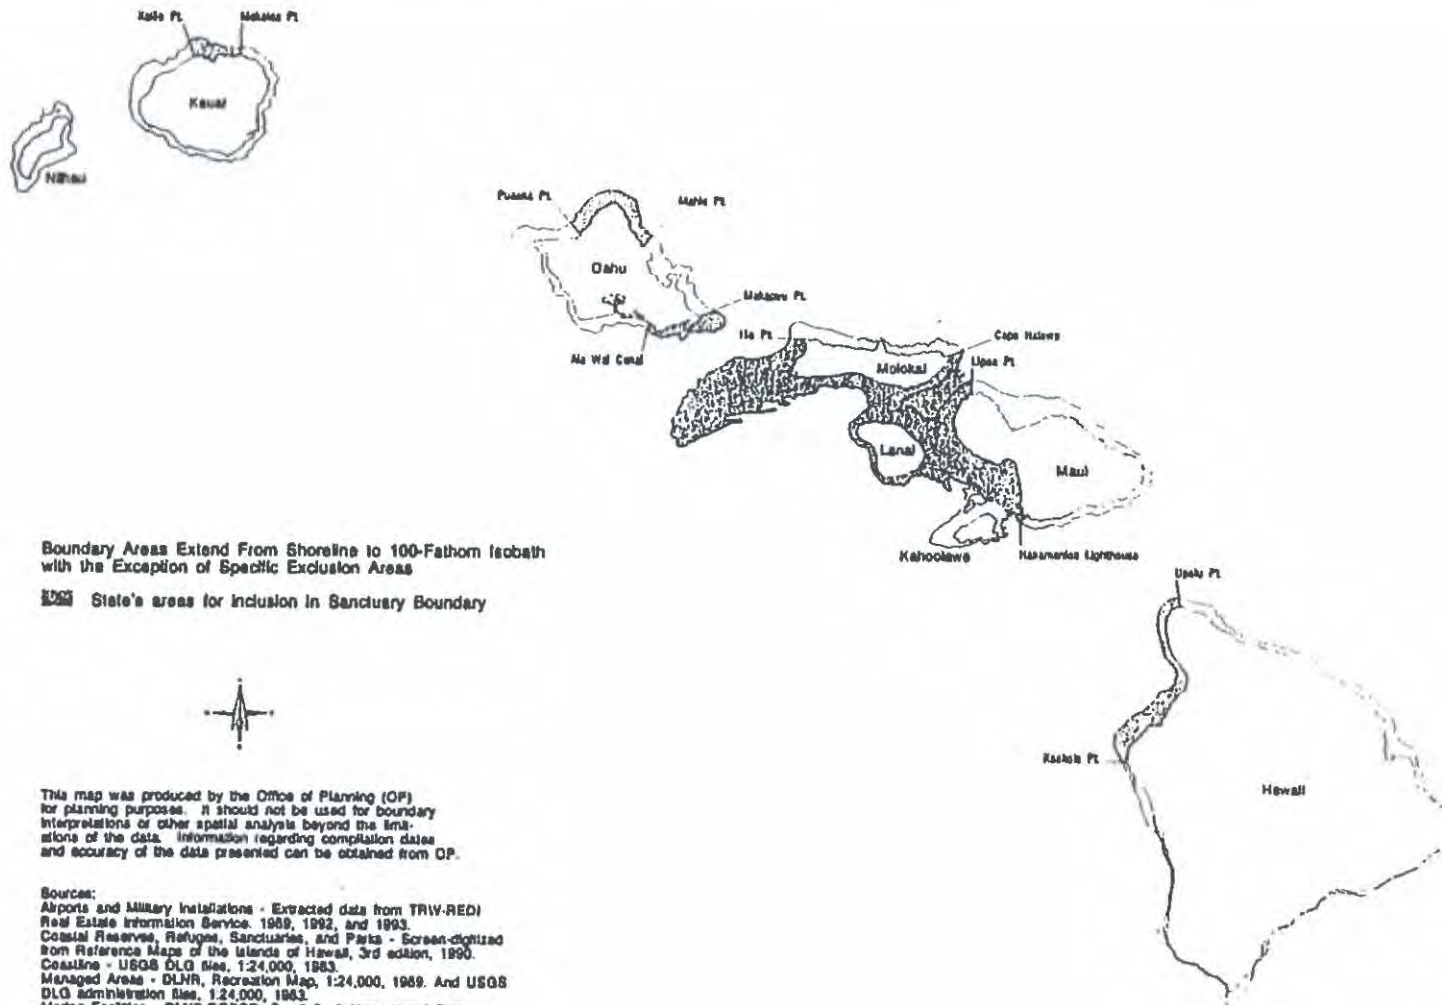 Pt.
Pt.
Kauai
Niihau
Pt.
Pt.
Oahu
Makapuu Pt.
Ilio Pt.
Cape Halawa
Ala Wai Canal
Molokai
Lipoa Pt.
Lanai
Maui
Kahoolawe
Lighthouse
Boundary Areas Extend From Shoreline to 100-Fathom Isobath
with the Exception of Specific Exclusion Areas
State's areas for Inclusion in Sanctuary Boundary
Upolu Pt.
Pt.
Hawaii
This map was produced by the Office of Planning (OP)
for planning purposes. It should not be used for boundary
interpretations or other spatial analysis beyond the limit-
ations of the data. Information regarding compilation dates
and accuracy of the data presented can be obtained from OP.
Sources:
Airports and Military Installations - Extracted data from TRW-REDI
Real Estate Information Service. 1989, 1992, and 1993.
Coastal Reserves, Refuges, Sanctuaries, and Parks - Screen-digitized
from Reference Maps of the Islands of Hawaii, 3rd edition, 1990.
Coastline - USGS DLG files, 1:24,000, 1983.
Managed Areas - DLNR, Recreation Map, 1:24,000, 1989. And USGS
DLG administration files, 1:24,000, 1983.